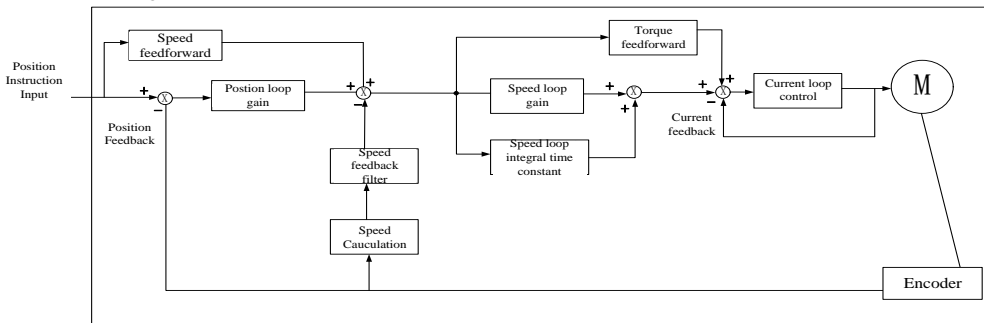 Speed
feedforward
Torque
feedforward
Position
Instruction
Input
+
−
Postion loop
gain
+
+
−
Speed loop
gain
+
+
+
−
+
Current loop
control
M
Position
Feedback
Current
feedback
Speed loop
integral time
constant
Speed
feedback
filter
Speed
Cauculation
Encoder